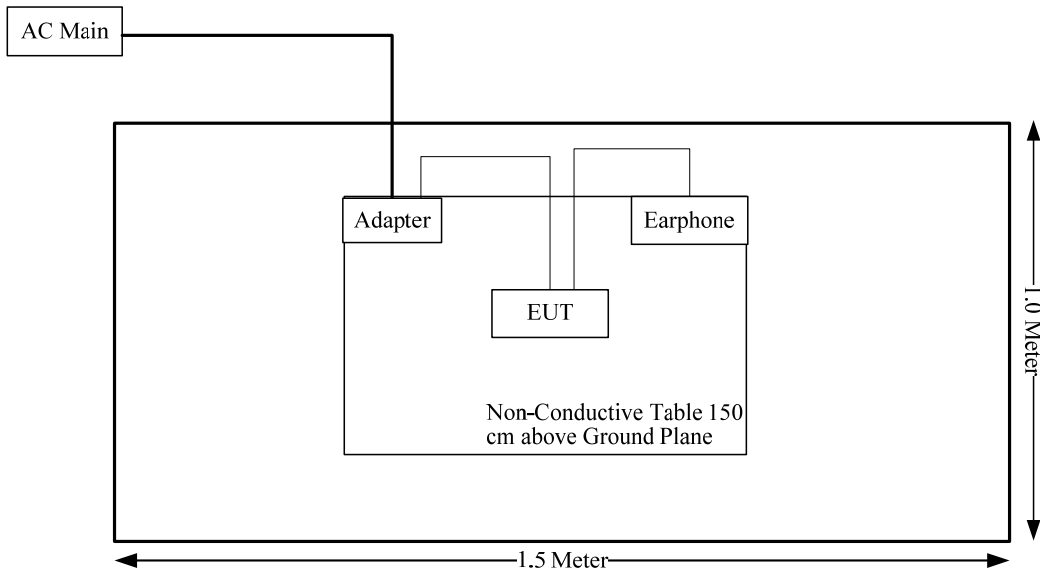 AC Main
Adapter
Earphone
EUT
Non-Conductive Table 150
cm above Ground Plane
1.0 Meter
1.5 Meter